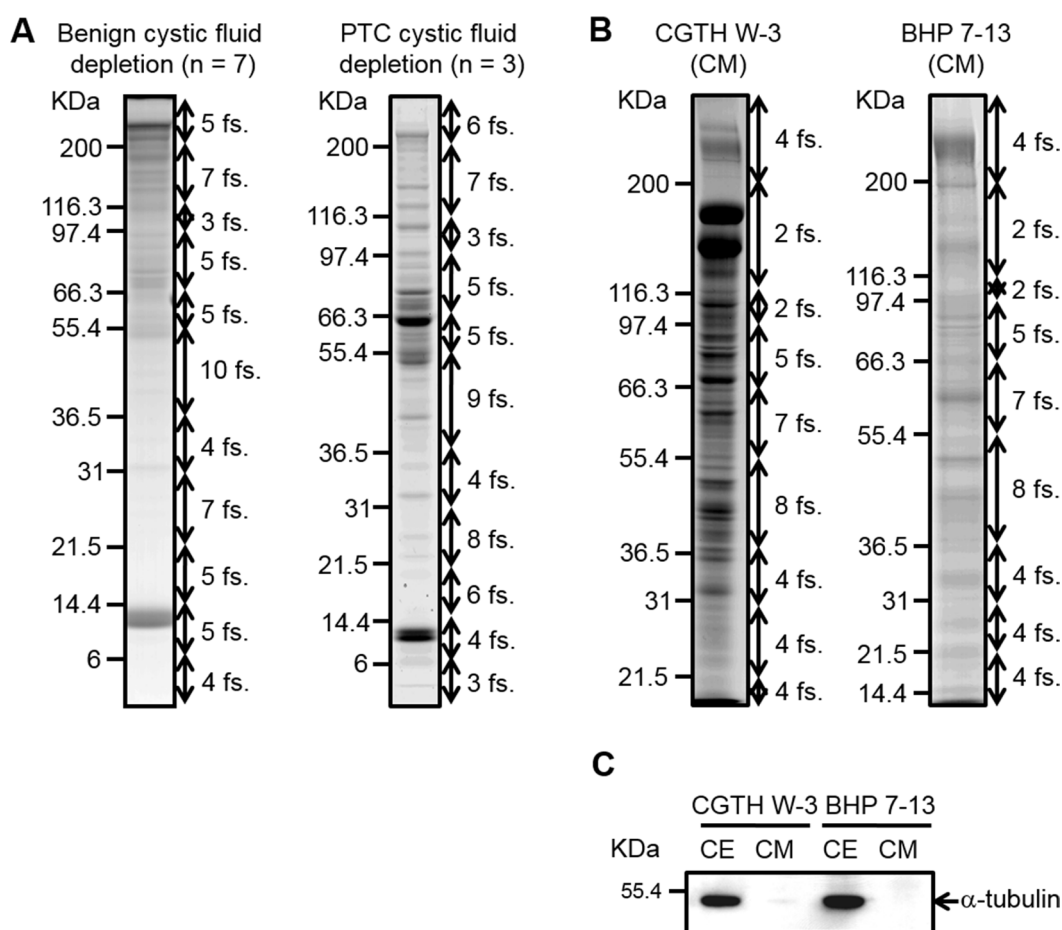 A
Benign cystic fluid
depletion (n = 7)
KDa
200
116.3
97.4
66.3
55.4
36.5
31
21.5
14.4
6
5 fs.
7 fs.
3 fs.
5 fs.
5 fs.
10 fs.
4 fs.
7 fs.
5 fs.
5 fs.
4 fs.
PTC cystic fluid
depletion (n = 3)
KDa
200
116.3
97.4
66.3
55.4
36.5
31
21.5
14.4
6
6 fs.
7 fs.
3 fs.
5 fs.
5 fs.
9 fs.
4 fs.
8 fs.
6 fs.
4 fs.
3 fs.
B
CGTH W-3
(CM)
KDa
200
116.3
97.4
66.3
55.4
36.5
31
21.5
4 fs.
2 fs.
2 fs.
5 fs.
7 fs.
8 fs.
4 fs.
4 fs.
4 fs.
BHP 7-13
(CM)
KDa
200
116.3
97.4
66.3
55.4
36.5
31
21.5
14.4
4 fs.
2 fs.
2 fs.
5 fs.
7 fs.
8 fs.
4 fs.
4 fs.
4 fs.
C
CGTH W-3 BHP 7-13
KDa CE CM CE CM
55.4
α-tubulin